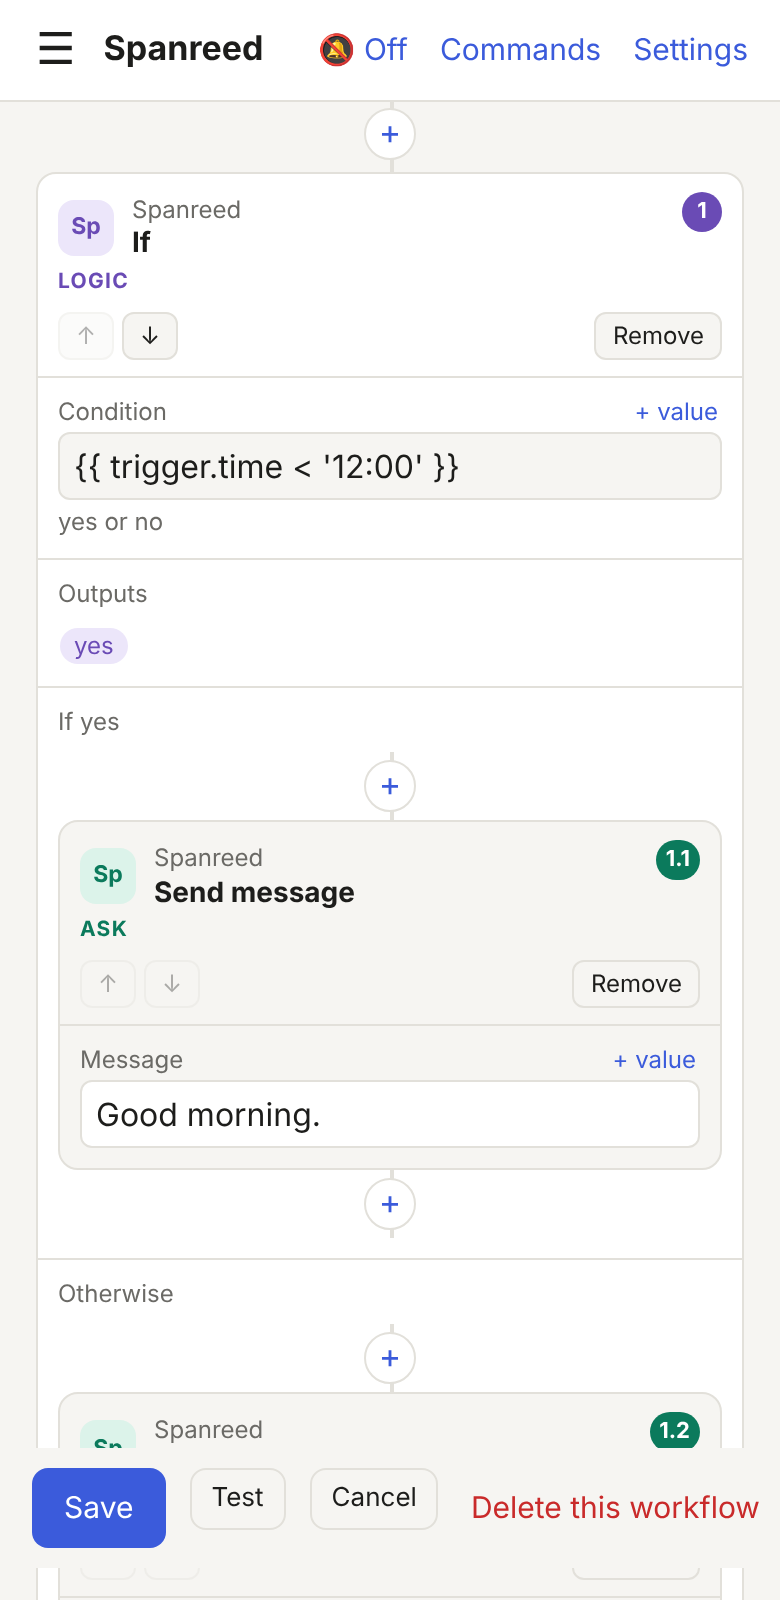 ☰ Spanreed 🔕 Off Commands Settings
+
Sp Spanreed 1
If
LOGIC
↑ ↓ Remove
Condition + value
{{ trigger.time < '12:00' }}
yes or no
Outputs
yes
If yes
+
Sp Spanreed 1.1
Send message
ASK
↑ ↓ Remove
Message + value
Good morning.
+
Otherwise
+
Sp Spanreed 1.2
Save Test Cancel Delete this workflow